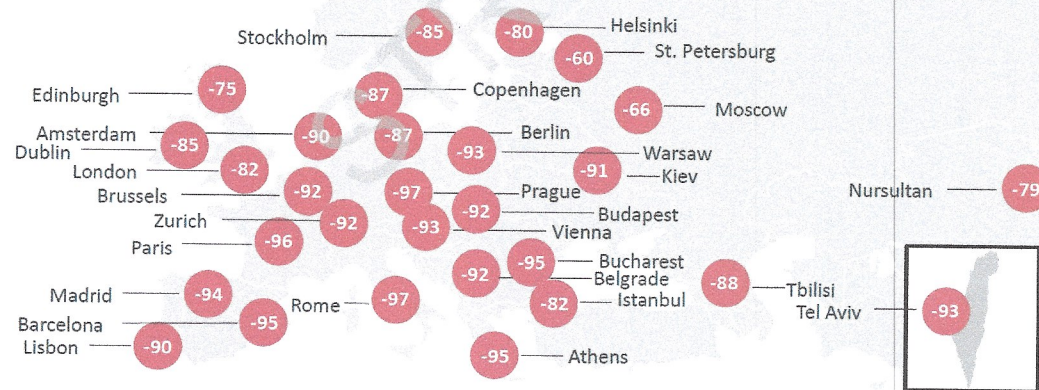 Stockholm -85
-80 Helsinki
-60 St. Petersburg
Edinburgh -75
-87 Copenhagen
-66 Moscow
Amsterdam -90
-87 Berlin
Dublin -85
-93 Warsaw
London -82
-91 Kiev
Brussels -92
-97 Prague
Nursultan -79
Zurich -92
-92 Budapest
-93 Vienna
Paris -96
-95 Bucharest
-92 Belgrade
Madrid -94
Rome -97
-82 Istanbul
-88 Tbilisi
Tel Aviv -93
Barcelona -95
Lisbon -90
-95 Athens